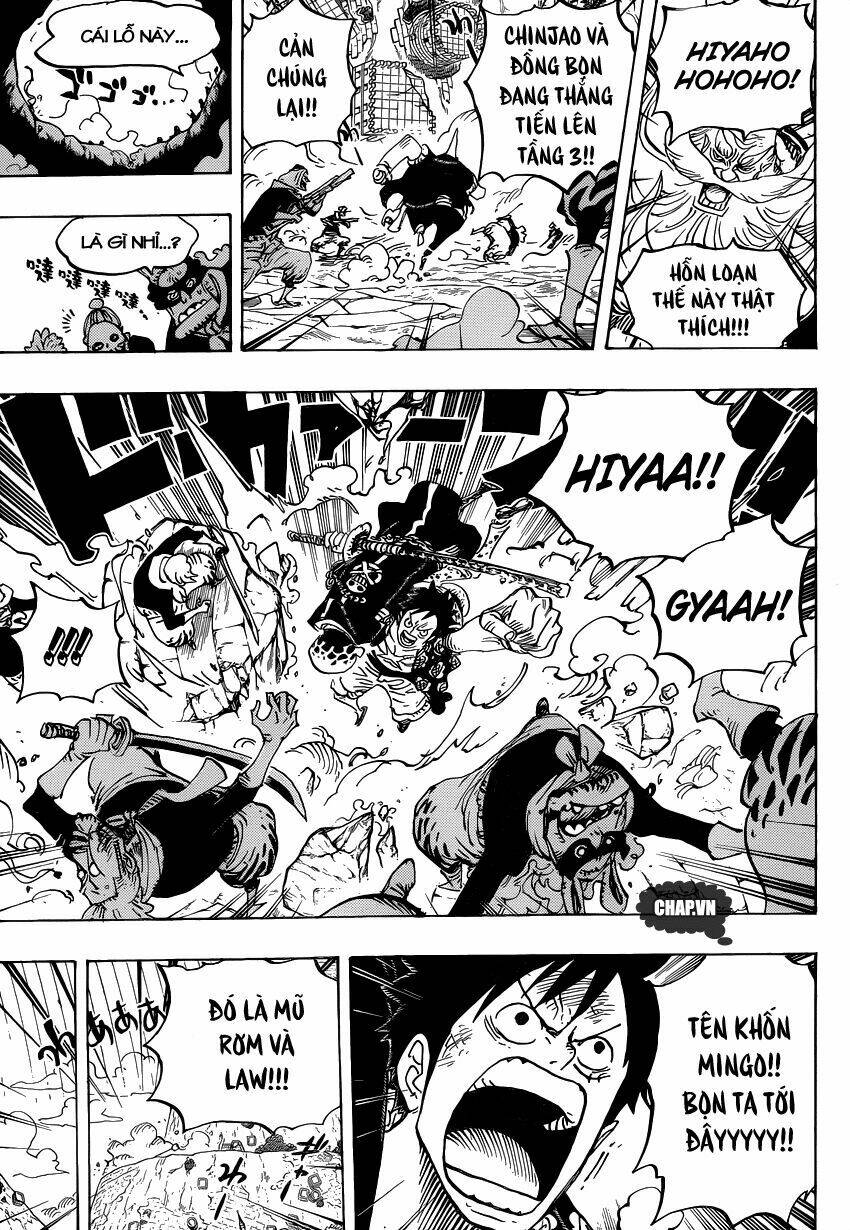 HIYAHO
HOHOHO!
HỖN LOẠN
THẾ NÀY THẬT
THÍCH!!!
CHINJAO VÀ
ĐỒNG BỌN
ĐANG THẲNG
TIẾN LÊN
TẦNG 3!!
CẢN
CHÚNG
LẠI!!
CÁI LỖ NÀY...
LÀ GÌ NHỈ...?
HIYAA!!
GYAAH!
!!!
CHAP.VN
TÊN KHỐN
MINGO!!
BỌN TA TỚI
ĐÂYYYYY!!
ĐÓ LÀ MŨ
RƠM VÀ
LAW!!!